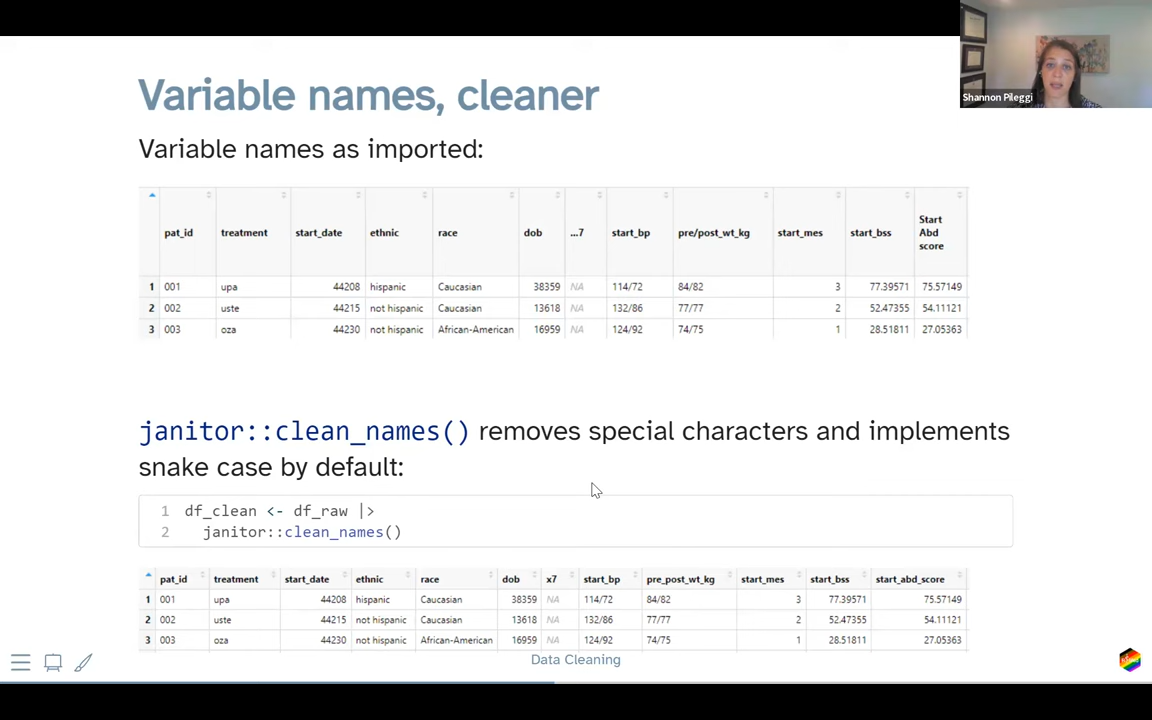 Variable names, cleaner
Shannon Pileggi
Variable names as imported:
pat_id treatment start_date ethnic race dob ...7 start_bp pre/post_wt_kg start_mes start_bss Start Abd score
1 001 upa 44208 hispanic Caucasian 38359 NA 114/72 84/82 3 77.39571 75.57149
2 002 uste 44215 not hispanic Caucasian 13618 NA 132/86 77/77 2 52.47355 54.11121
3 003 oza 44230 not hispanic African-American 16959 NA 124/92 74/75 1 28.51811 27.05363
janitor::clean_names() removes special characters and implements
snake case by default:
1 df_clean <- df_raw |>
2 janitor::clean_names()
pat_id treatment start_date ethnic race dob x7 start_bp pre_post_wt_kg start_mes start_bss start_abd_score
1 001 upa 44208 hispanic Caucasian 38359 NA 114/72 84/82 3 77.39571 75.57149
2 002 uste 44215 not hispanic Caucasian 13618 NA 132/86 77/77 2 52.47355 54.11121
3 003 oza 44230 not hispanic African-American 16959 NA 124/92 74/75 1 28.51811 27.05363
Data Cleaning